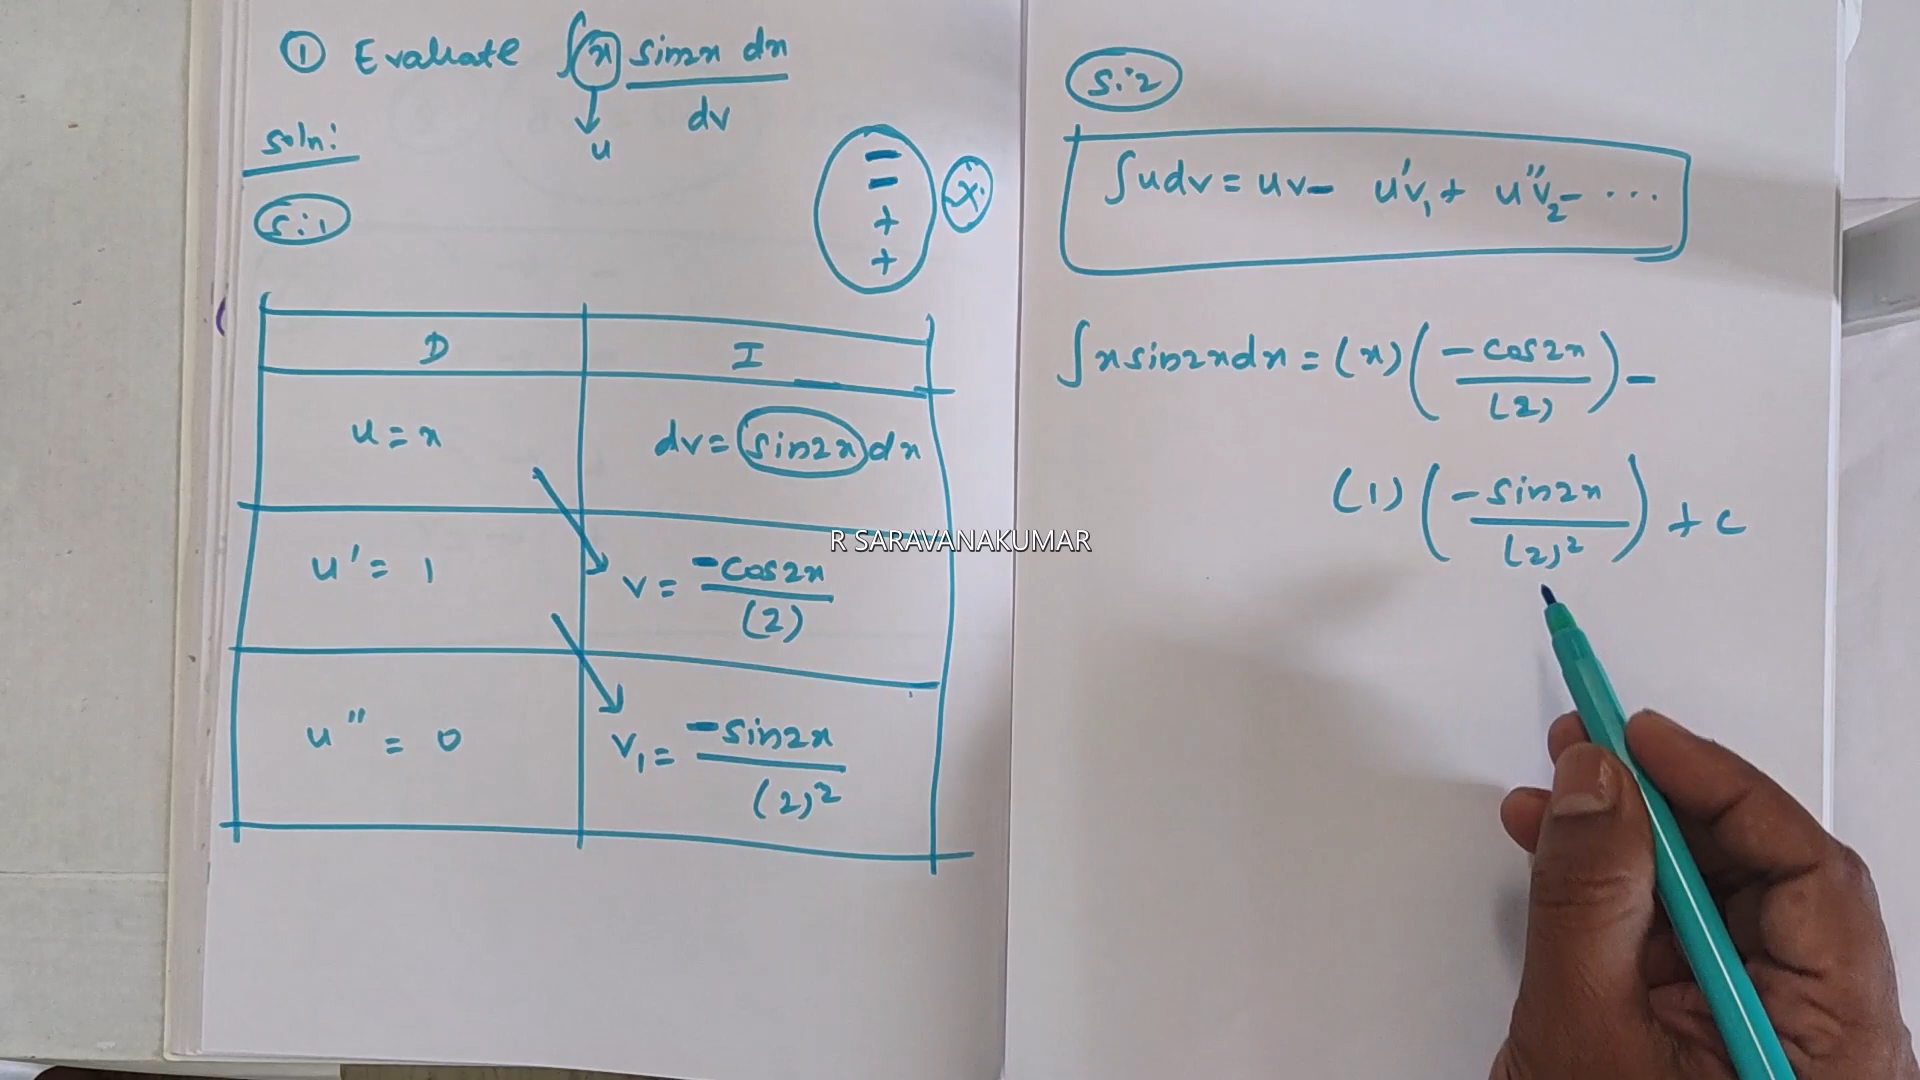 ① Evaluate ∫ x sin2x dx
u
dv
soln:
S:1
−
−
+
+
x.
D I
u = x dv = sin2x dx
u' = 1 v = -cos2x/(2)
u'' = 0 v₁ = -sin2x/(2)²
S:2
∫udv = uv - u'v₁ + u''v₂ - ...
∫x sin2x dx = (x)(-cos2x/(2)) -
(1)(-sin2x/(2)²) + c
R SARAVANAKUMAR